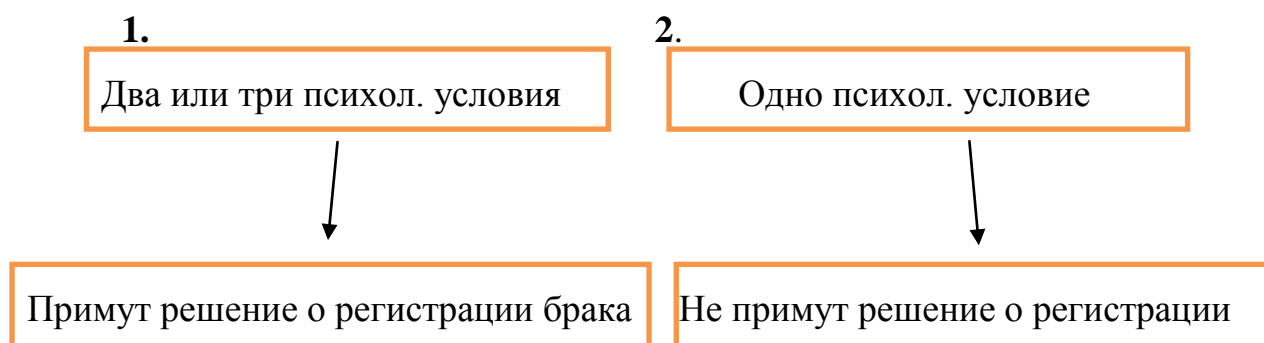 1.
2.
Два или три психол. условия
Одно психол. условие
Примут решение о регистрации брака
Не примут решение о регистрации